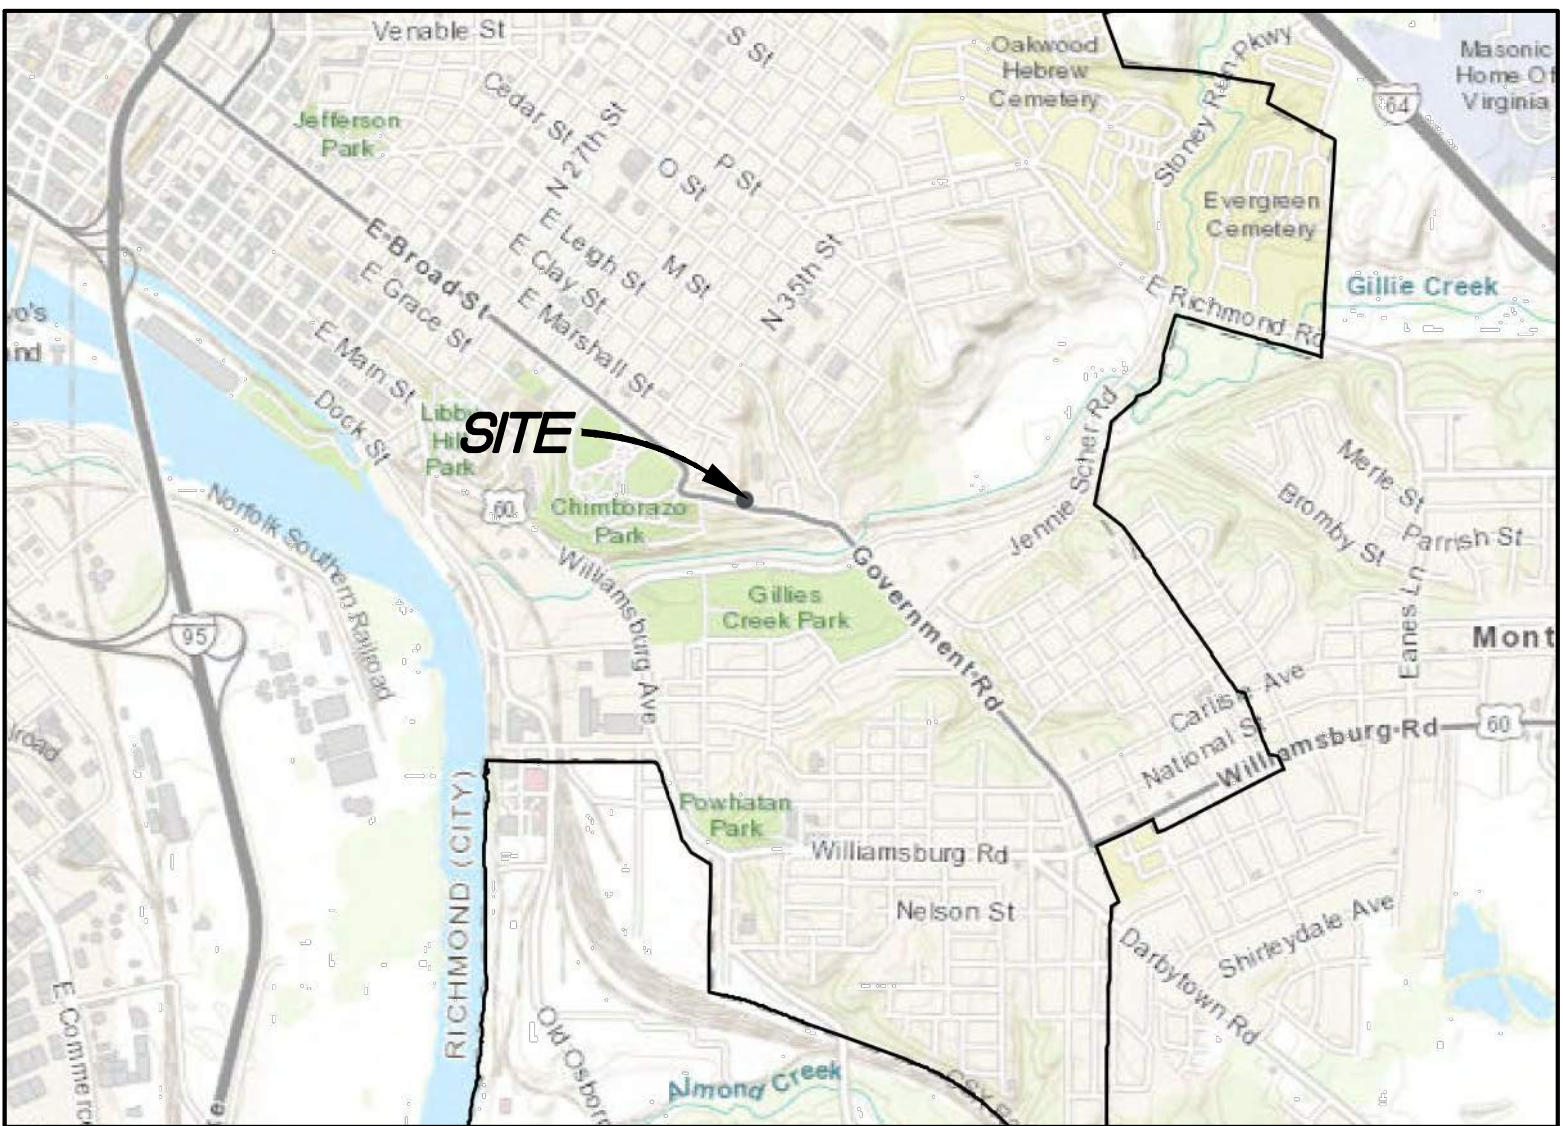 Venable St
S St
Oakwood
Hebrew
Cemetery
Stoney Run Pkwy
Masonic
Home Of
Virginia
64
Cedar St
N 27th St
Jefferson
Park
O St
P St
Evergreen
Cemetery
E Broad St
E Leigh St
M St
E Clay St
N 35th St
E Grace St
E Marshall St
E Richmond Rd
Gillie Creek
E Main St
Dock St
Libby
Hill
Park
SITE
60
Chimborazo
Park
Jennie Scher Rd
Merle St
Bromby St
Parrish St
Norfolk Southern Railroad
Williamsburg Ave
Gillies
Creek Park
Government Rd
Eanes Ln
Mont
95
Carlisle Ave
National St
Williamsburg Rd
60
RICHMOND (CITY)
Powhatan
Park
Williamsburg Rd
Nelson St
Shirleydale Ave
Darbytown Rd
E Commerc
Old Osborn
Almond Creek